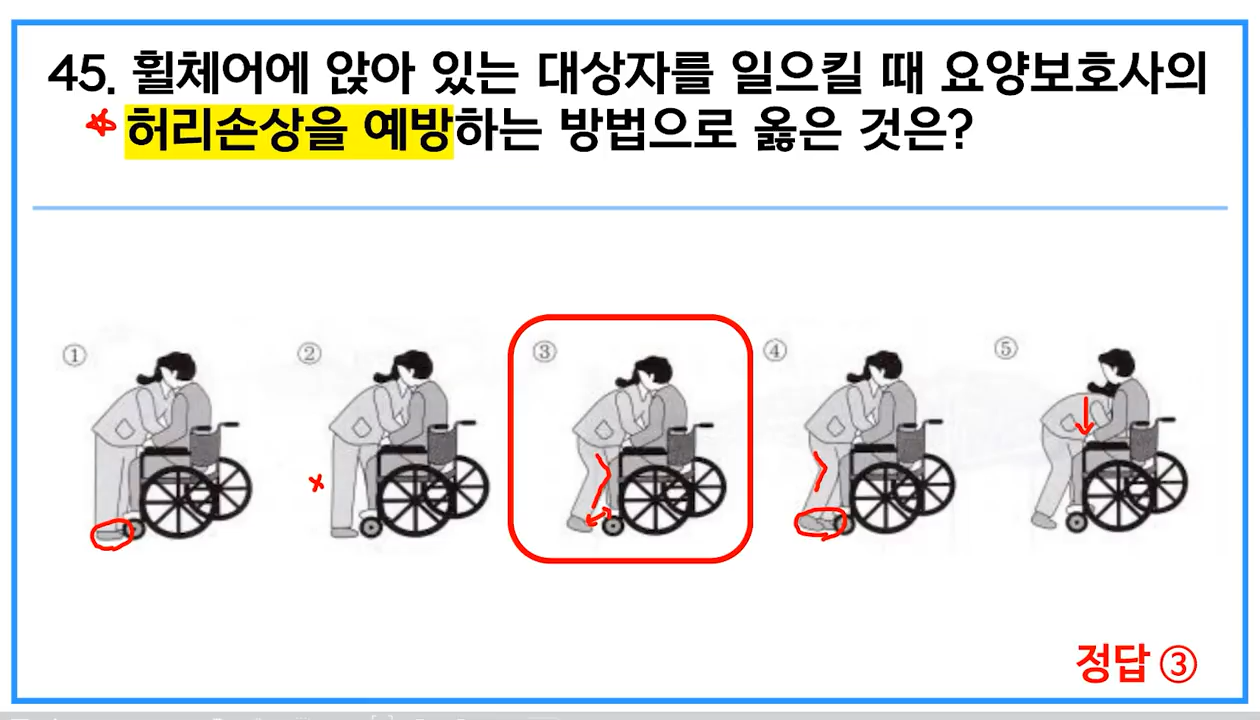 45. 휠체어에 앉아 있는 대상자를 일으킬 때 요양보호사의
허리손상을 예방하는 방법으로 옳은 것은?
① ② ③ ④ ⑤
정답 ③